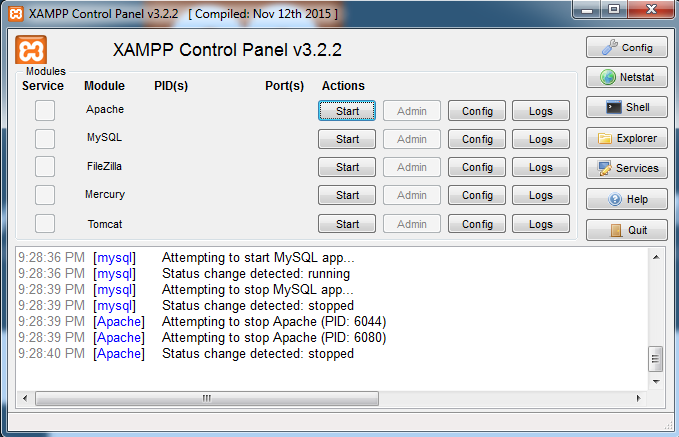 XAMPP Control Panel v3.2.2 [ Compiled: Nov 12th 2015 ]
XAMPP Control Panel v3.2.2
Config
Modules
Service Module PID(s) Port(s) Actions
Netstat
Apache Start Admin Config Logs
Shell
MySQL Start Admin Config Logs
Explorer
FileZilla Start Admin Config Logs
Services
Mercury Start Admin Config Logs
Help
Tomcat Start Admin Config Logs
Quit
9:28:36 PM [mysql] Attempting to start MySQL app...
9:28:36 PM [mysql] Status change detected: running
9:28:39 PM [mysql] Attempting to stop MySQL app...
9:28:39 PM [mysql] Status change detected: stopped
9:28:39 PM [Apache] Attempting to stop Apache (PID: 6044)
9:28:39 PM [Apache] Attempting to stop Apache (PID: 6080)
9:28:40 PM [Apache] Status change detected: stopped